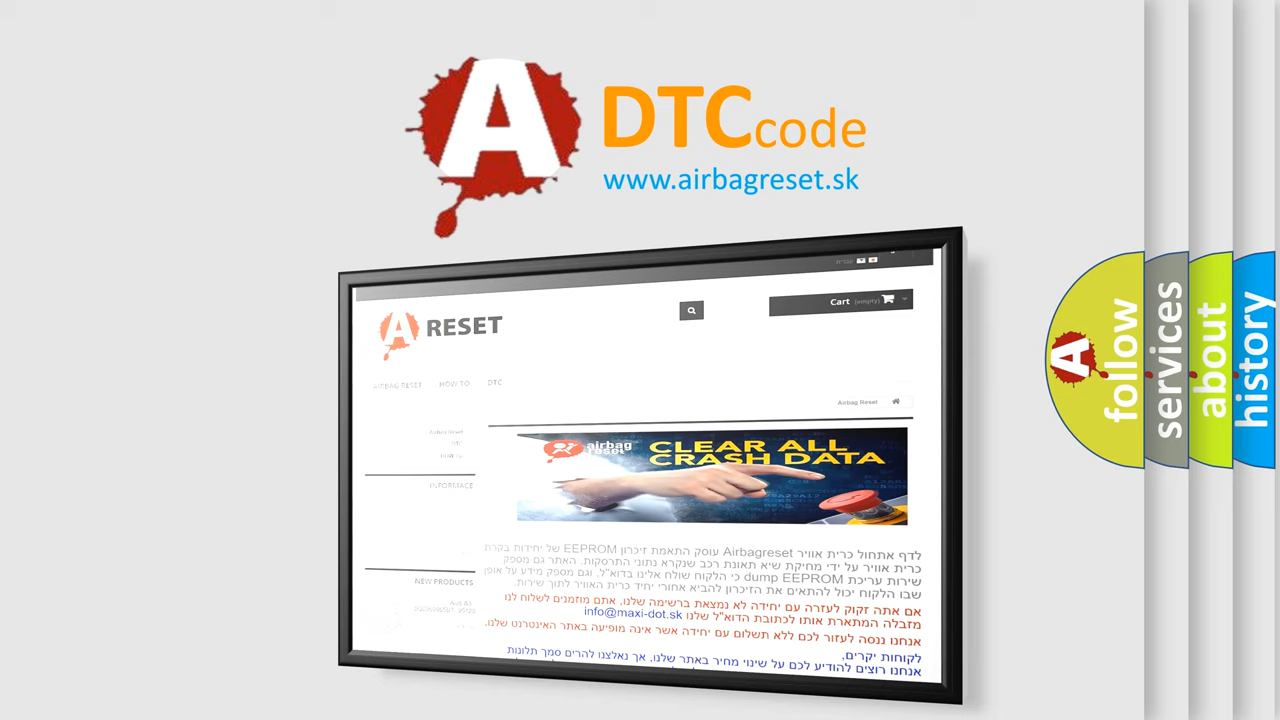 A DTCcode
www.airbagreset.sk
עברית
Cart (empty)
A RESET
AIRBAG RESET HOW TO DTC
Airbag Reset
Airbag Reset
DTC
HOW TO
airbag reset
CLEAR ALL
CRASH DATA
INFORMACE
לדף אתחול כרית אוויר Airbagreset עוסק התאמת זיכרון EEPROM של יחידות בקרת
כרית אוויר על ידי מחיקת שיא תאונת רכב שנקרא נתוני התרסקות. האתר גם מספק
שירות עריכת dump EEPROM כי הלקוח שולח אלינו בדוא"ל, וגם מספק מידע על אופן
שבו הלקוח יכול להתאים את הזיכרון להביא אחורי יחיד כרית האוויר לתוך שירות.
NEW PRODUCTS
אם אתה זקוק לעזרה עם יחידה לא נמצאת ברשימה שלנו, אתם מוזמנים לשלוח לנו
מזבלה המתארת אותו לכתובת הדוא"ל שלנו info@maxi-dot.sk
אנחנו ננסה לעזור לכם ללא תשלום עם יחידה אשר אינה מופיעה באתר האינטרנט שלנו.
לקוחות יקרים,
אנחנו רוצים להודיע לכם על שינוי מחיר באתר שלנו, אך נאלצנו להרים סמך תלונות
follow
services
about
history